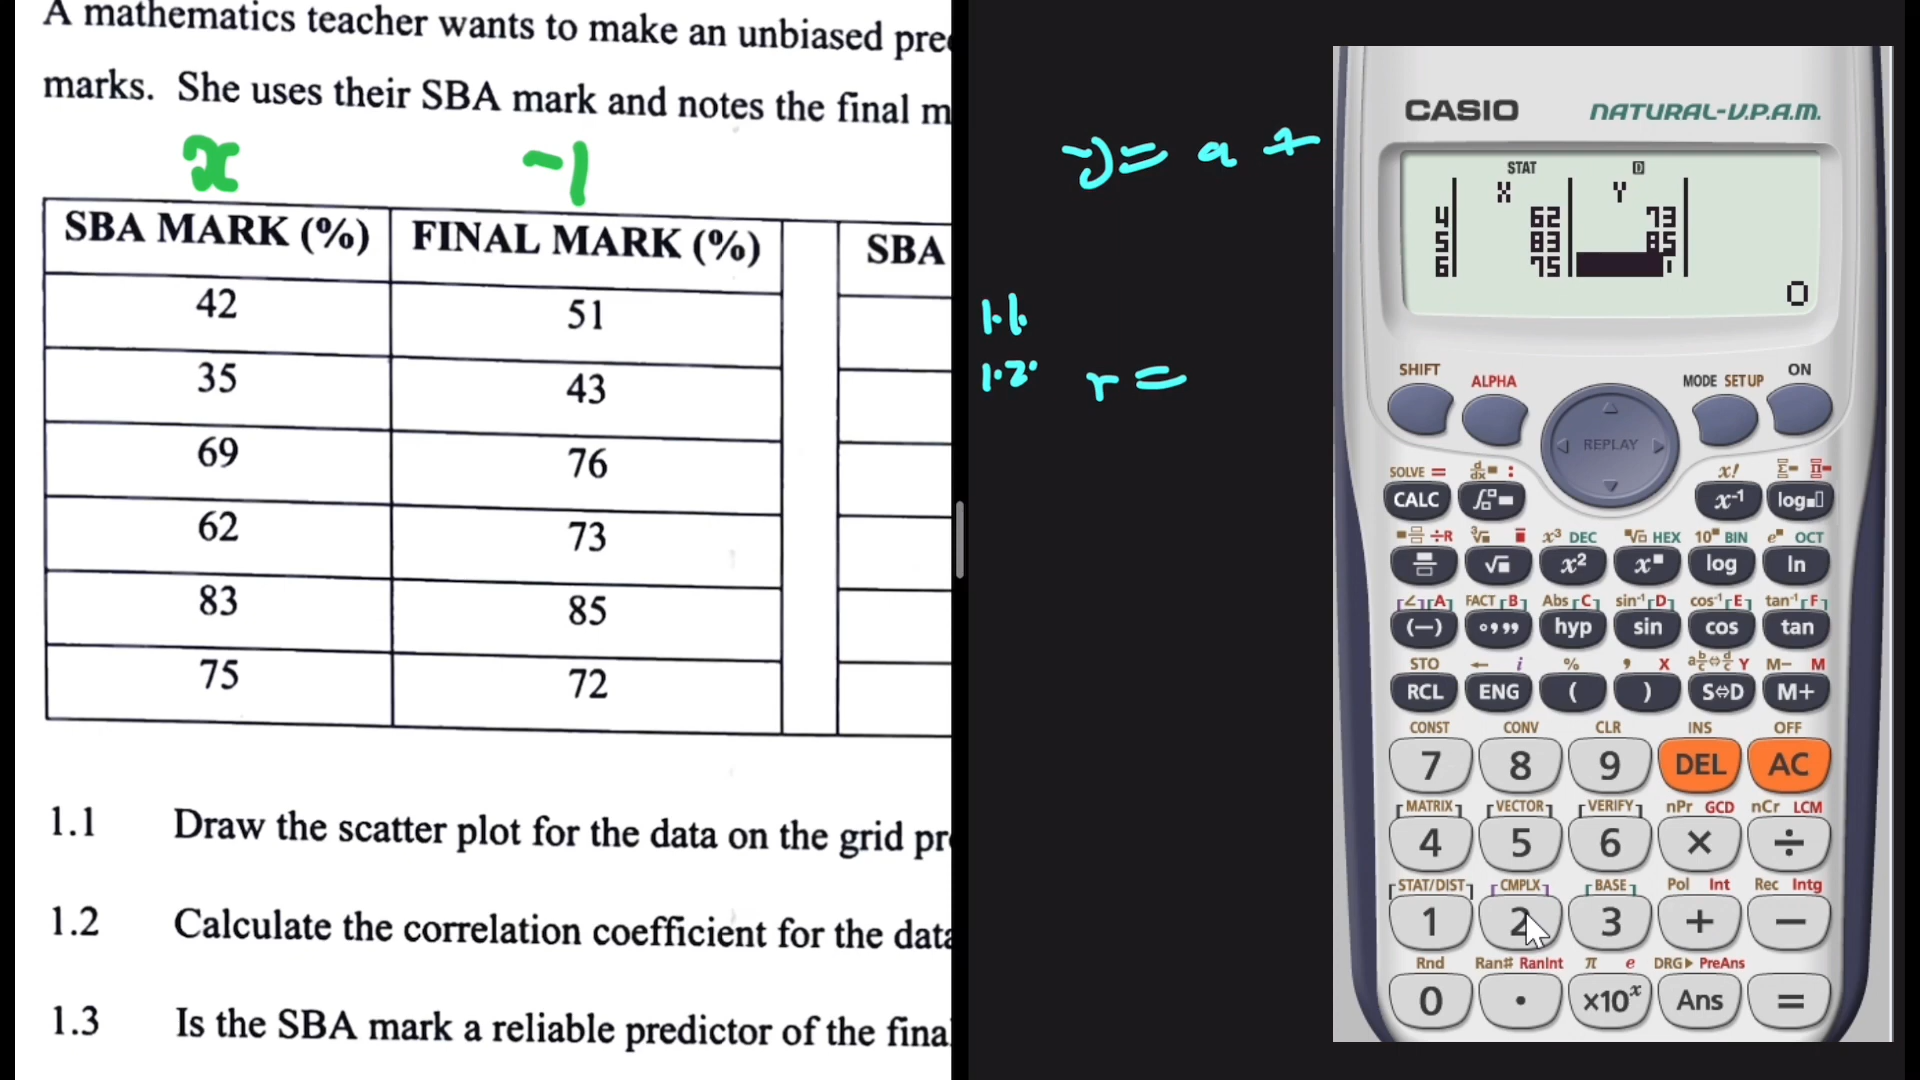 A mathematics teacher wants to make an unbiased pre
marks. She uses their SBA mark and notes the final m
x
SBA MARK (%) FINAL MARK (%) SBA
42 51
35 43
69 76
62 73
83 85
75 72
1.1 Draw the scatter plot for the data on the grid pr
1.2 Calculate the correlation coefficient for the data
1.3 Is the SBA mark a reliable predictor of the fina
= a +
1.1
1.2. r =
CASIO NATURAL-V.P.A.M.
STAT D
X Y
4 62 73
5 83 85
6 75
0
SHIFT ALPHA MODE SETUP ON
REPLAY
SOLVE = d/dx : x! Σ Π
CALC x⁻¹ log
÷R ³√ x³ DEC HEX 10 BIN e OCT
√ x² x log ln
∠ A FACT B Abs C sin⁻¹ D cos⁻¹ E tan⁻¹ F
(−) °,,, hyp sin cos tan
STO ← i % , X a b/c⇔d/c Y M− M
RCL ENG ( ) S⇔D M+
CONST CONV CLR INS OFF
7 8 9 DEL AC
MATRIX VECTOR VERIFY nPr GCD nCr LCM
4 5 6 × ÷
STAT/DIST CMPLX BASE Pol Int Rec Intg
1 2 3 + −
Rnd Ran# RanInt π e DRG▶ PreAns
0 . ×10ˣ Ans =